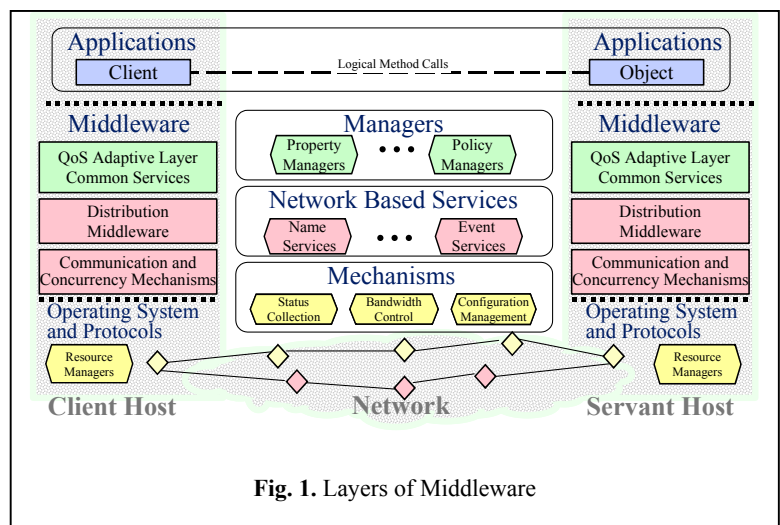 Applications
Applications
Client
Logical Method Calls
Object
Middleware
QoS Adaptive Layer
Common Services
Distribution
Middleware
Communication and
Concurrency Mechanisms
Operating System
and Protocols
Resource
Managers
Client Host
Managers
Property
Managers
•••
Policy
Managers
Network Based Services
Name
Services
•••
Event
Services
Mechanisms
Status
Collection
Bandwidth
Control
Configuration
Management
Network
Middleware
QoS Adaptive Layer
Common Services
Distribution
Middleware
Communication and
Concurrency Mechanisms
Operating System
and Protocols
Resource
Managers
Servant Host
Fig. 1. Layers of Middleware